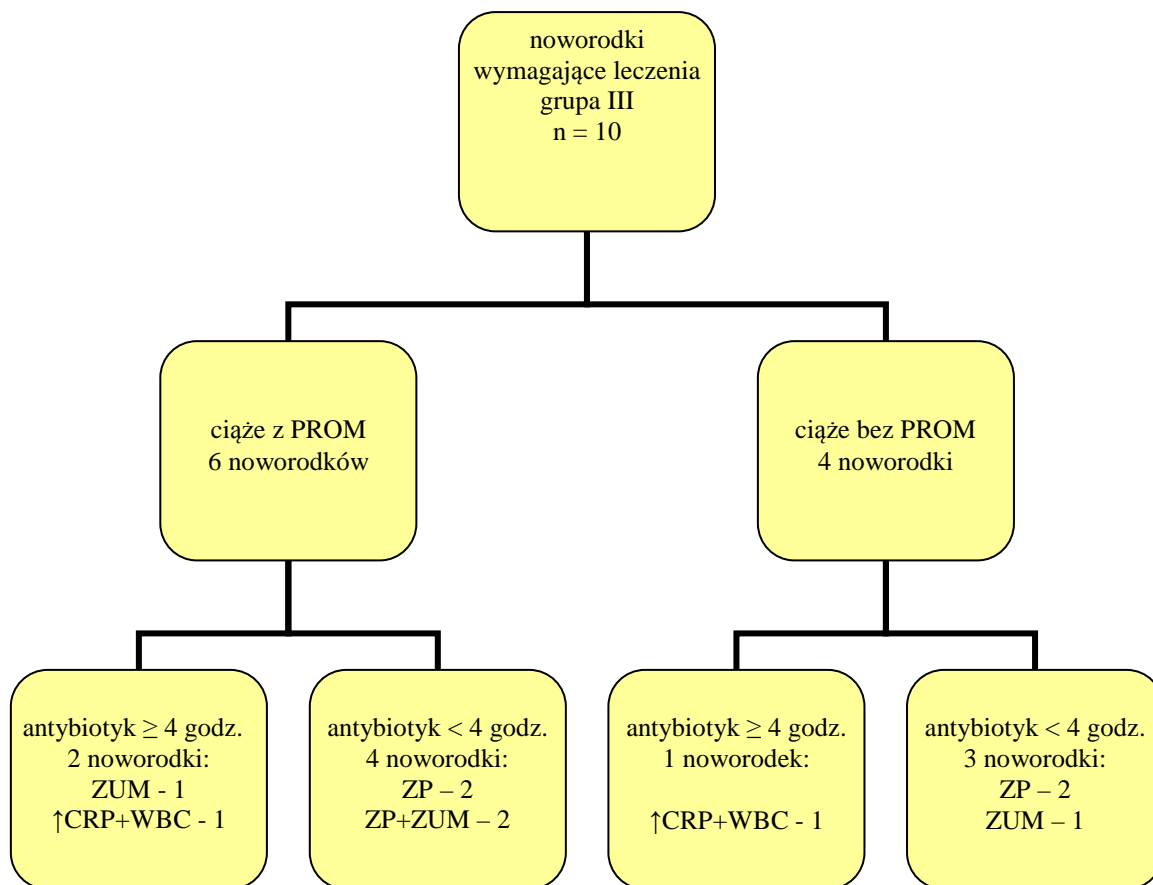 noworodki
wymagające leczenia
grupa III
n = 10
ciąże z PROM
6 noworodków
ciąże bez PROM
4 noworodki
antybiotyk ≥ 4 godz.
2 noworodki:
ZUM - 1
↑CRP+WBC - 1
antybiotyk < 4 godz.
4 noworodki:
ZP – 2
ZP+ZUM – 2
antybiotyk ≥ 4 godz.
1 noworodek:
↑CRP+WBC - 1
antybiotyk < 4 godz.
3 noworodki:
ZP – 2
ZUM – 1